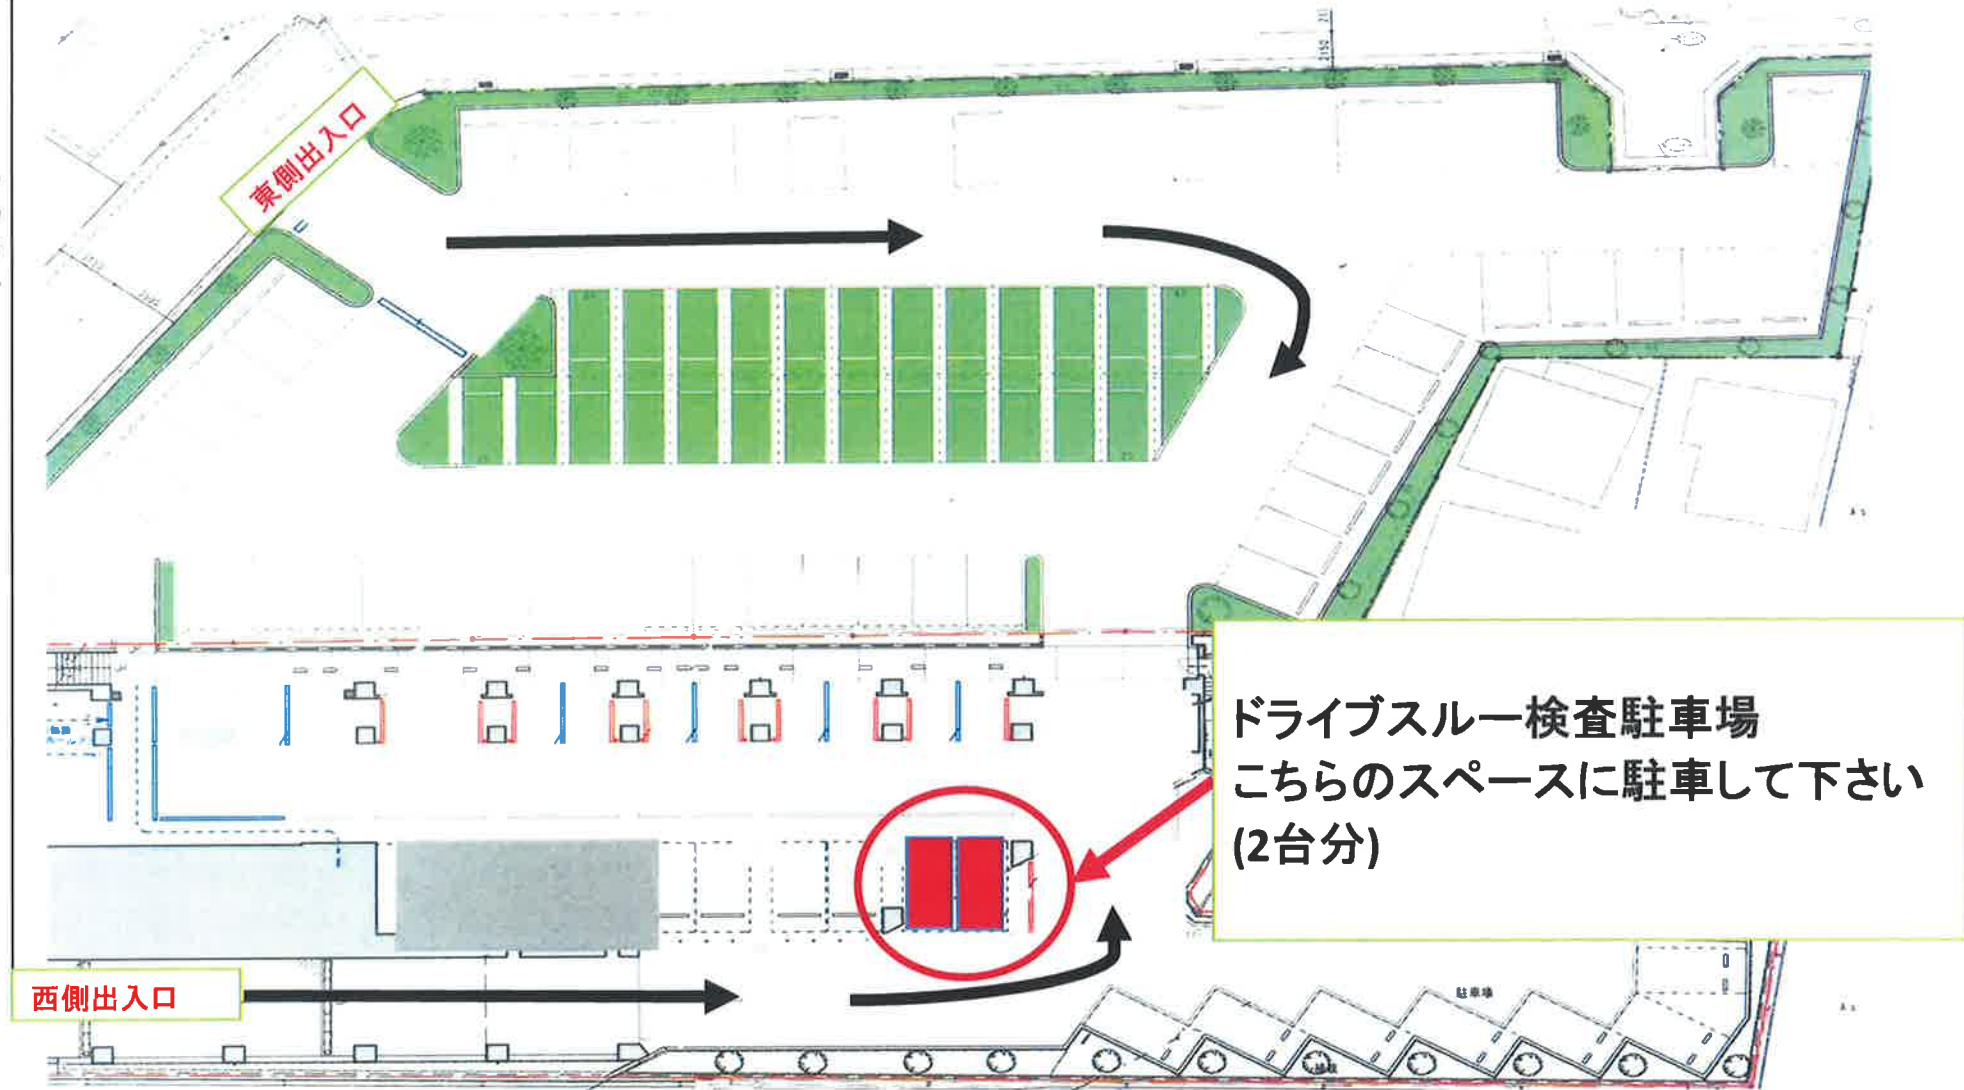 東側出入口
ドライブスルー検査駐車場
こちらのスペースに駐車して下さい
(2台分)
西側出入口
駐車場